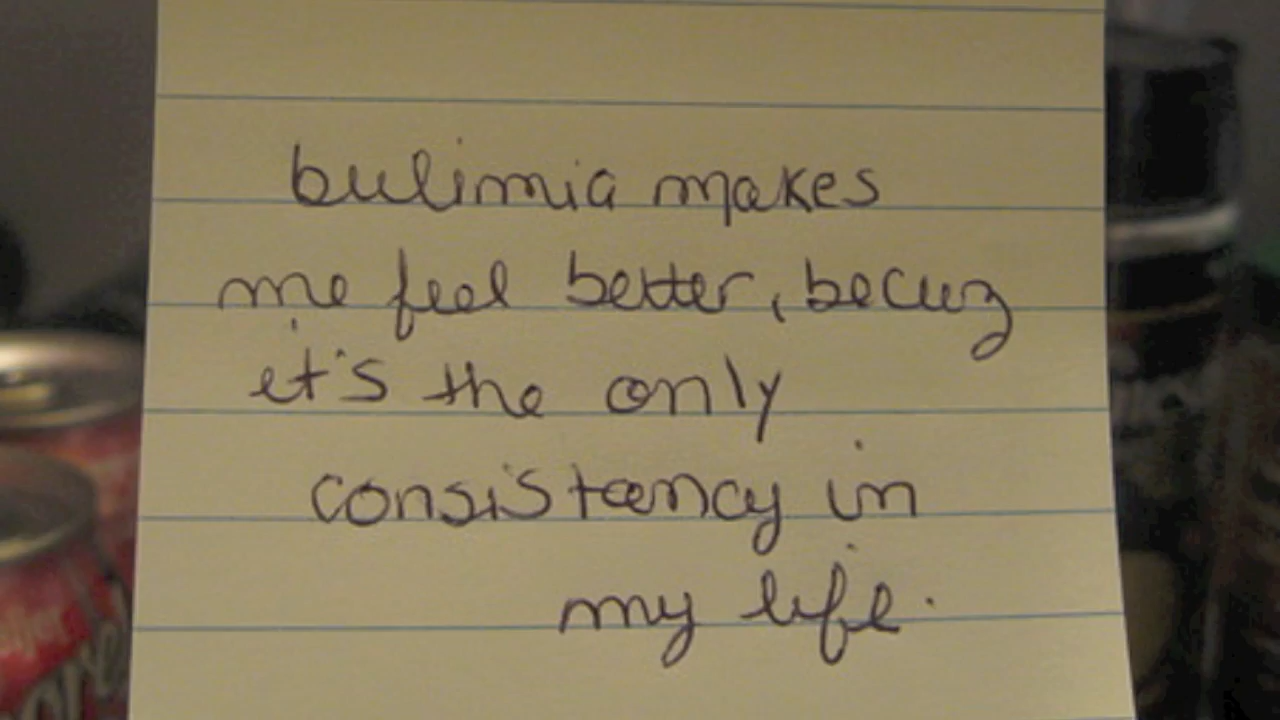 bulimia makes
me feel better, becuz
it's the only
consistency in
my life.